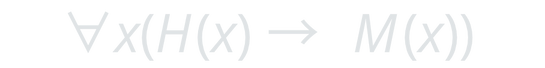 ∀x(H(x) → M(x))